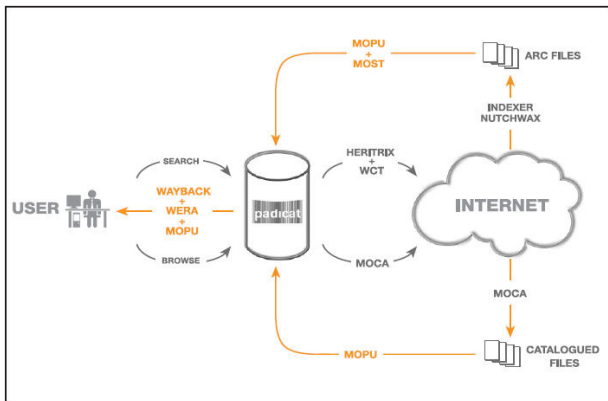 MOPU
+
MOST
ARC FILES
INDEXER
NUTCHWAX
SEARCH
HERITRIX
+
WCT
USER
WAYBACK
+
WERA
+
MOPU
padicat
INTERNET
BROWSE
MOCA
MOCA
MOPU
CATALOGUED
FILES